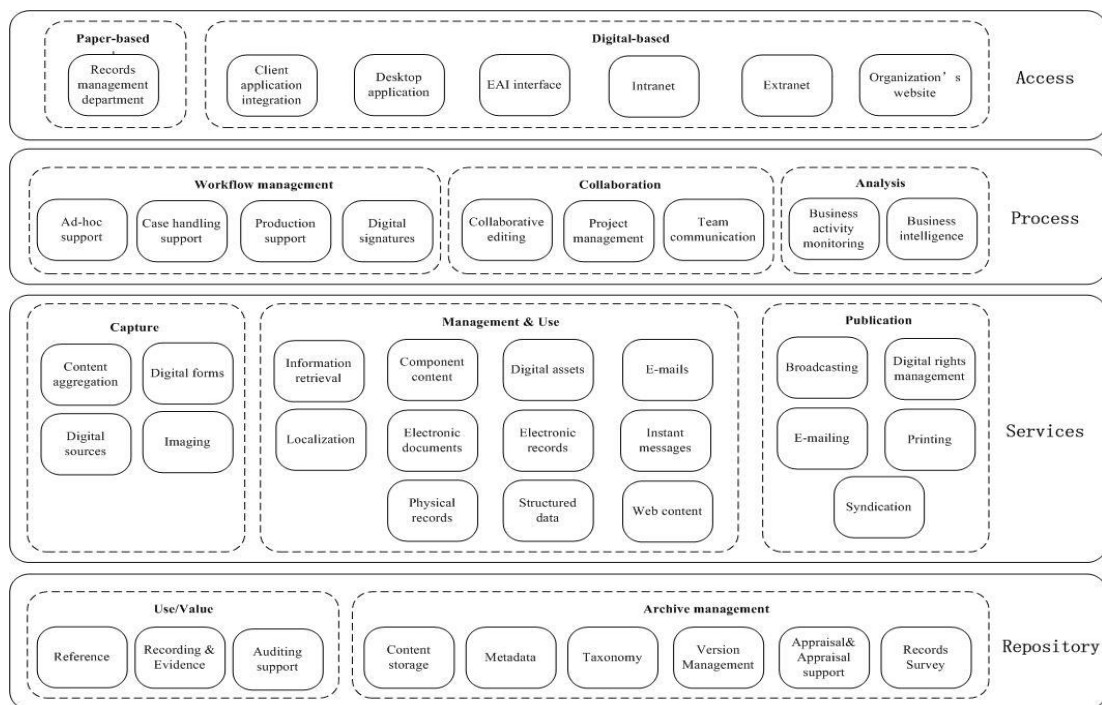 Paper-based
Digital-based
Records
management
department
Client
application
integration
Desktop
application
EAI interface
Intranet
Extranet
Organization’s
website
Access
Workflow management
Collaboration
Analysis
Ad-hoc
support
Case handling
support
Production
support
Digital
signatures
Collaborative
editing
Project
management
Team
communication
Business
activity
monitoring
Business
intelligence
Process
Capture
Management & Use
Publication
Content
aggregation
Digital forms
Digital
sources
Imaging
Information
retrieval
Component
content
Digital assets
E-mails
Localization
Electronic
documents
Electronic
records
Instant
messages
Physical
records
Structured
data
Web content
Broadcasting
Digital rights
management
E-mailing
Printing
Syndication
Services
Use/Value
Archive management
Reference
Recording &
Evidence
Auditing
support
Content
storage
Metadata
Taxonomy
Version
Management
Appraisal&
Appraisal
support
Records
Survey
Repository